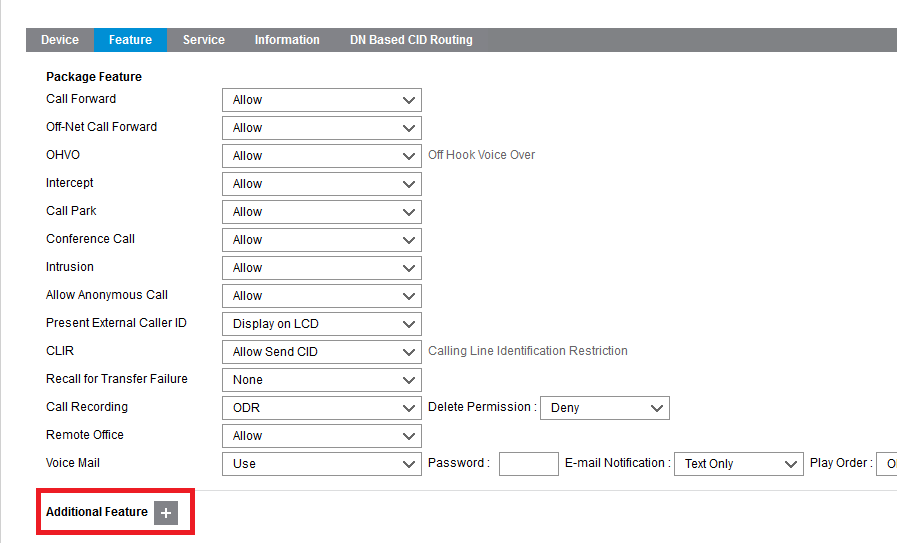 Device Feature Service Information DN Based CID Routing
Package Feature
Call Forward Allow
Off-Net Call Forward Allow
OHVO Allow Off Hook Voice Over
Intercept Allow
Call Park Allow
Conference Call Allow
Intrusion Allow
Allow Anonymous Call Allow
Present External Caller ID Display on LCD
CLIR Allow Send CID Calling Line Identification Restriction
Recall for Transfer Failure None
Call Recording ODR Delete Permission : Deny
Remote Office Allow
Voice Mail Use Password : E-mail Notification : Text Only Play Order :
Additional Feature +